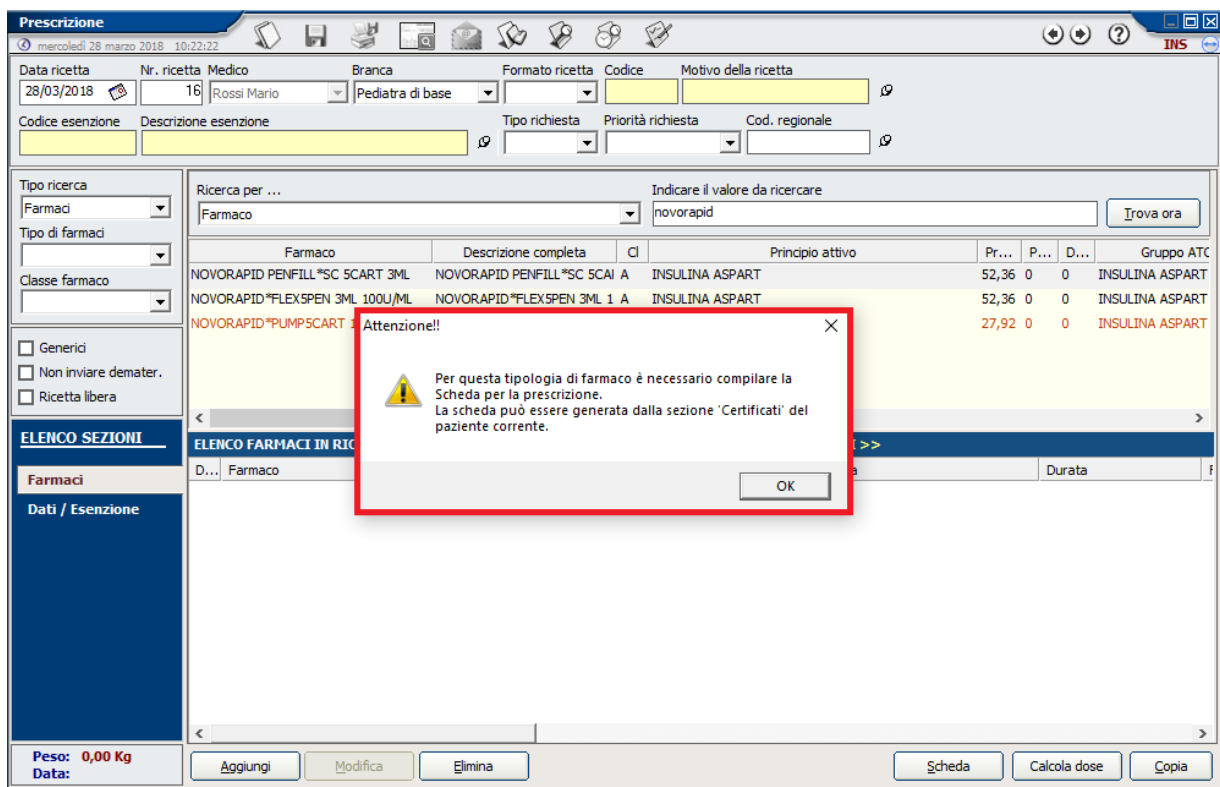 Prescrizione
mercoledì 28 marzo 2018 10:22:22
INS
Data ricetta Nr. ricetta Medico Branca Formato ricetta Codice Motivo della ricetta
28/03/2018 16 Rossi Mario Pediatra di base
Codice esenzione Descrizione esenzione Tipo richiesta Priorità richiesta Cod. regionale
Tipo ricerca
Farmaci
Tipo di farmaci
Classe farmaco
Generici
Non inviare demater.
Ricetta libera
Ricerca per ... Indicare il valore da ricercare
Farmaco novorapid Trova ora
Farmaco Descrizione completa Cl Principio attivo Pr... P... D... Gruppo ATC
NOVORAPID PENFILL*SC 5CART 3ML NOVORAPID PENFILL*SC 5CAI A INSULINA ASPART 52,36 0 0 INSULINA ASPART
NOVORAPID*FLEX5PEN 3ML 100U/ML NOVORAPID*FLEX5PEN 3ML 1 A INSULINA ASPART 52,36 0 0 INSULINA ASPART
NOVORAPID*PUMP5CART 1 27,92 0 0 INSULINA ASPART
Attenzione!!
Per questa tipologia di farmaco è necessario compilare la
Scheda per la prescrizione.
La scheda può essere generata dalla sezione 'Certificati' del
paziente corrente.
OK
ELENCO SEZIONI
Farmaci
Dati / Esenzione
ELENCO FARMACI IN RIC >>
D... Farmaco Durata
Peso: 0,00 Kg
Data:
Aggiungi Modifica Elimina Scheda Calcola dose Copia